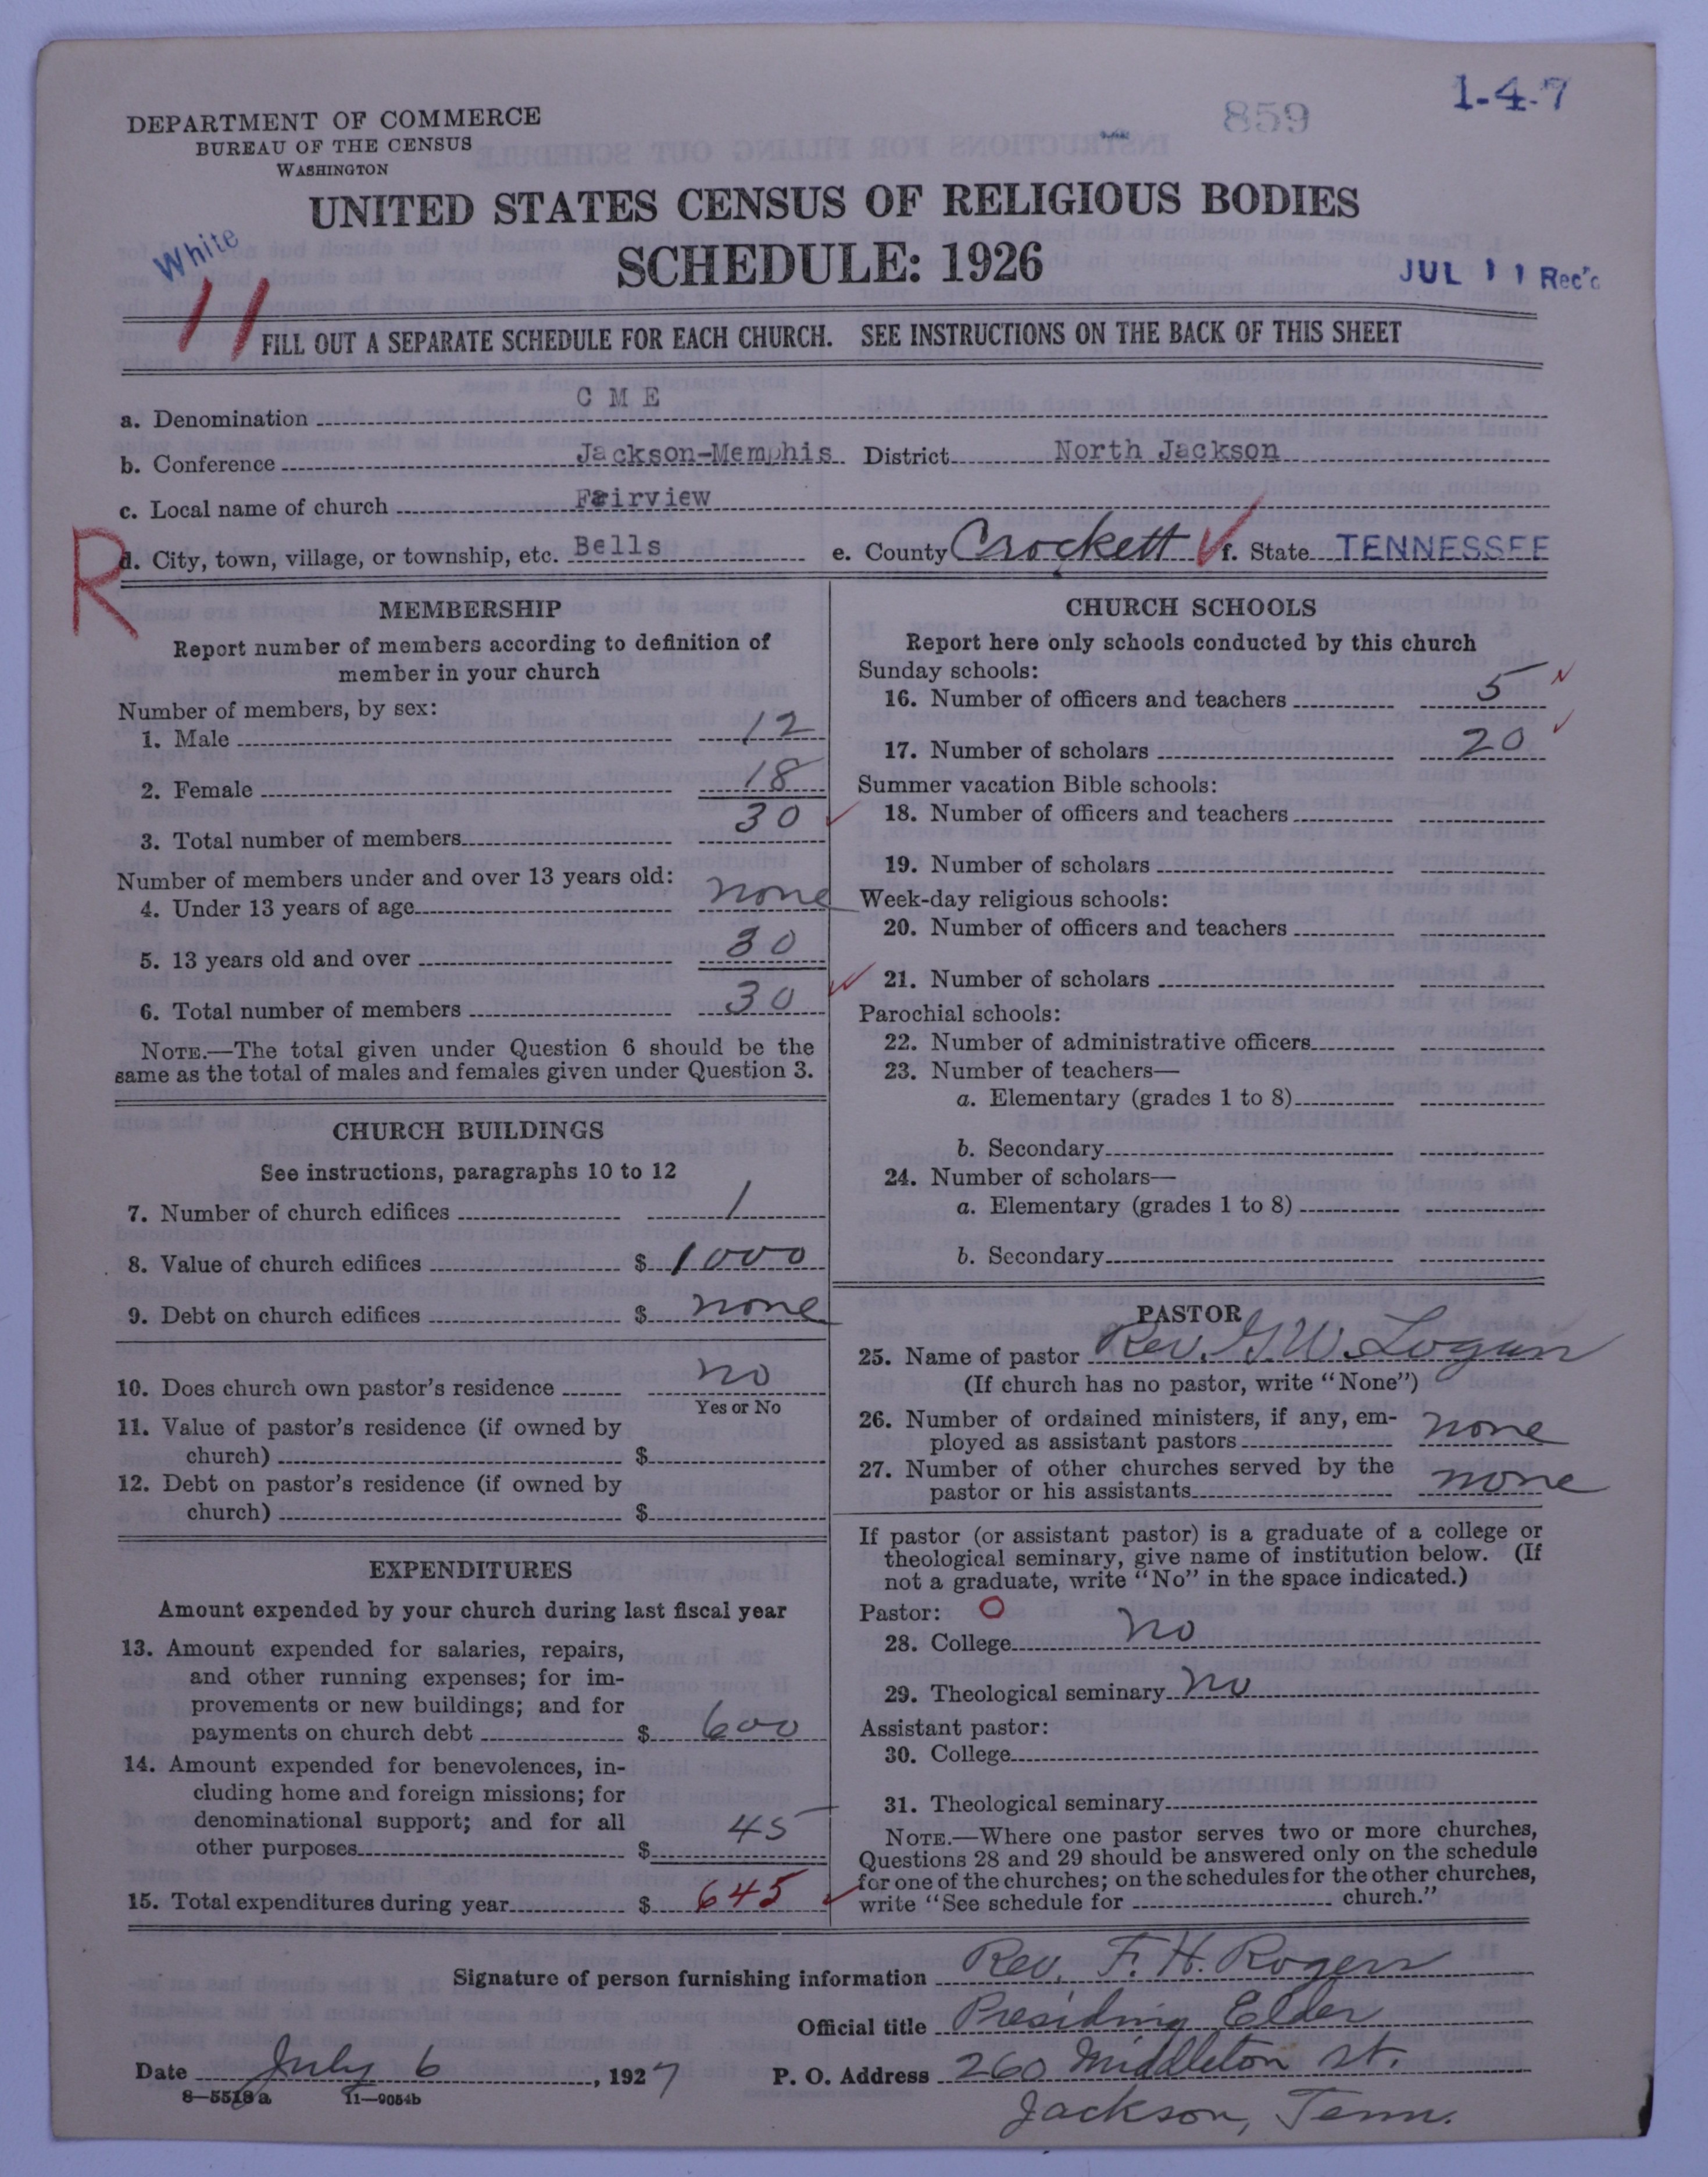 1-4-7
859
DEPARTMENT OF COMMERCE
BUREAU OF THE CENSUS
WASHINGTON
UNITED STATES CENSUS OF RELIGIOUS BODIES
SCHEDULE: 1926
White
11
JUL 11 Rec'd
FILL OUT A SEPARATE SCHEDULE FOR EACH CHURCH. SEE INSTRUCTIONS ON THE BACK OF THIS SHEET
a. Denomination C M E
b. Conference Jackson-Memphis District North Jackson
c. Local name of church Fairview
R
d. City, town, village, or township, etc. Bells e. County Crockett f. State TENNESSEE
MEMBERSHIP
Report number of members according to definition of
member in your church
Number of members, by sex:
1. Male 12
2. Female 18
3. Total number of members 30
Number of members under and over 13 years old:
4. Under 13 years of age none
5. 13 years old and over 30
6. Total number of members 30
NOTE.—The total given under Question 6 should be the
same as the total of males and females given under Question 3.
CHURCH BUILDINGS
See instructions, paragraphs 10 to 12
7. Number of church edifices 1
8. Value of church edifices $ 1000
9. Debt on church edifices $ none
10. Does church own pastor's residence no
Yes or No
11. Value of pastor's residence (if owned by
church) $
12. Debt on pastor's residence (if owned by
church) $
EXPENDITURES
Amount expended by your church during last fiscal year
13. Amount expended for salaries, repairs,
and other running expenses; for im-
provements or new buildings; and for
payments on church debt $ 600
14. Amount expended for benevolences, in-
cluding home and foreign missions; for
denominational support; and for all
other purposes $ 45
15. Total expenditures during year $ 645
CHURCH SCHOOLS
Report here only schools conducted by this church
Sunday schools:
16. Number of officers and teachers 5
17. Number of scholars 20
Summer vacation Bible schools:
18. Number of officers and teachers
19. Number of scholars
Week-day religious schools:
20. Number of officers and teachers
21. Number of scholars
Parochial schools:
22. Number of administrative officers
23. Number of teachers—
a. Elementary (grades 1 to 8)
b. Secondary
24. Number of scholars—
a. Elementary (grades 1 to 8)
b. Secondary
PASTOR
25. Name of pastor Rev. G. W. Logan
(If church has no pastor, write "None")
26. Number of ordained ministers, if any, em-
ployed as assistant pastors none
27. Number of other churches served by the
pastor or his assistants none
If pastor (or assistant pastor) is a graduate of a college or
theological seminary, give name of institution below. (If
not a graduate, write "No" in the space indicated.)
Pastor: O
28. College no
29. Theological seminary no
Assistant pastor:
30. College
31. Theological seminary
NOTE.—Where one pastor serves two or more churches,
Questions 28 and 29 should be answered only on the schedule
for one of the churches; on the schedules for the other churches,
write "See schedule for church."
Signature of person furnishing information Rev. F. H. Rogers
Official title Presiding Elder
Date July 6, 1927 P. O. Address 260 Middleton St.
8—5518a 11—9054b
Jackson, Tenn.